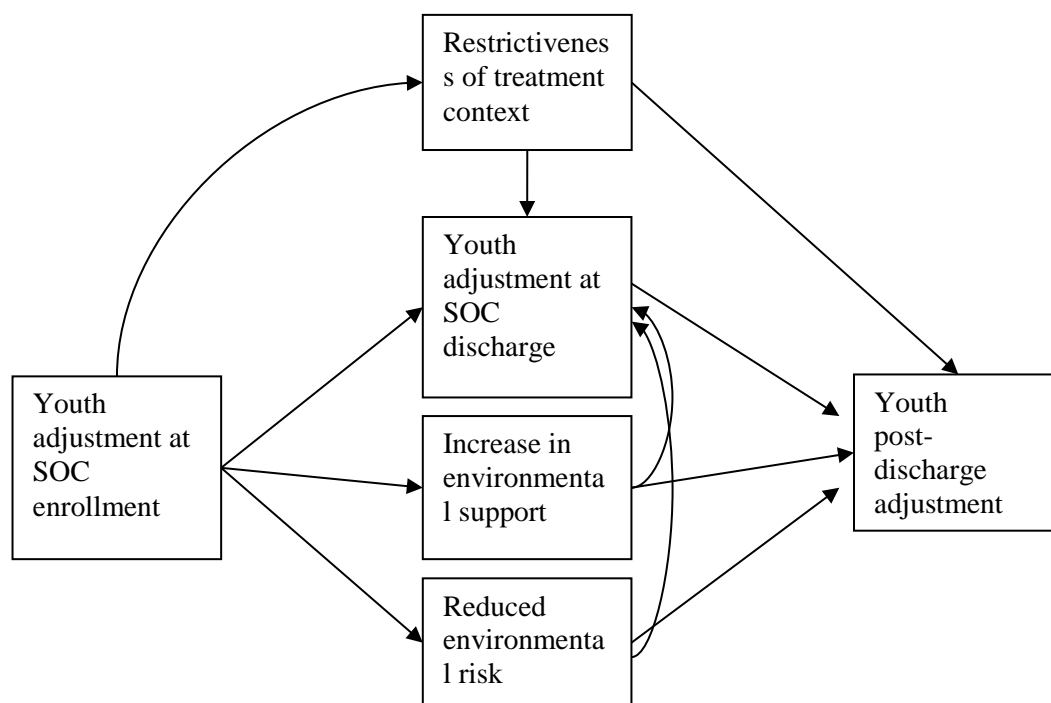 Restrictivenes
s of treatment
context
Youth
adjustment at
SOC
discharge
Youth
adjustment at
SOC
enrollment
Increase in
environmenta
l support
Reduced
environmenta
l risk
Youth
post-
discharge
adjustment